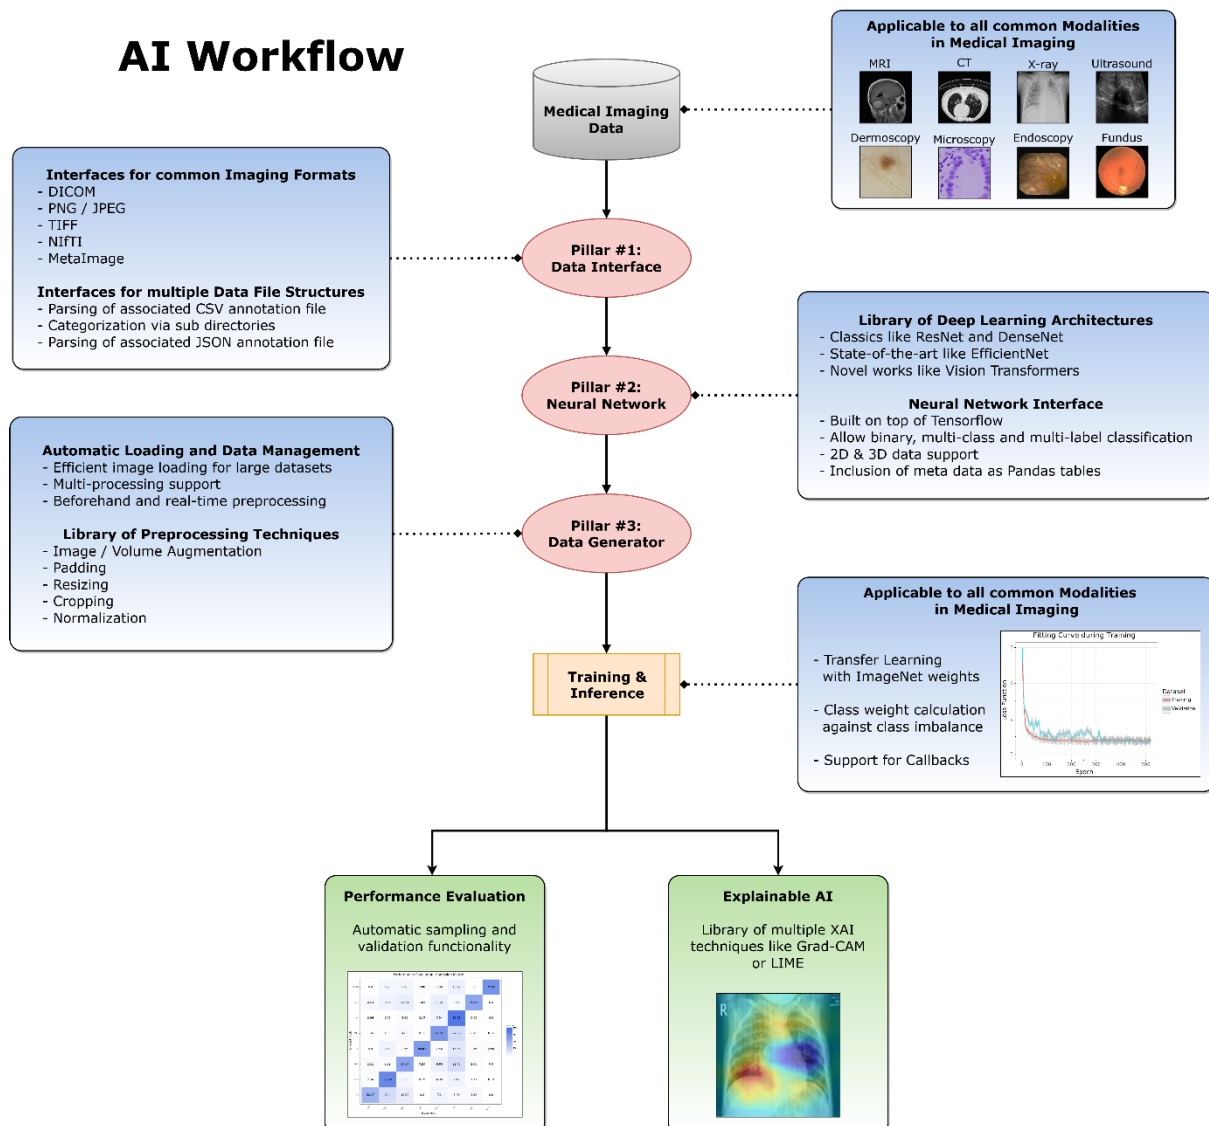 AI Workflow
Applicable to all common Modalities
in Medical Imaging
MRI
CT
X-ray
Ultrasound
Dermoscopy
Microscopy
Endoscopy
Fundus
Medical Imaging
Data
Interfaces for common Imaging Formats
- DICOM
- PNG / JPEG
- TIFF
- NIfTI
- MetaImage
Interfaces for multiple Data File Structures
- Parsing of associated CSV annotation file
- Categorization via sub directories
- Parsing of associated JSON annotation file
Pillar #1:
Data Interface
Library of Deep Learning Architectures
- Classics like ResNet and DenseNet
- State-of-the-art like EfficientNet
- Novel works like Vision Transformers
Neural Network Interface
- Built on top of Tensorflow
- Allow binary, multi-class and multi-label classification
- 2D & 3D data support
- Inclusion of meta data as Pandas tables
Pillar #2:
Neural Network
Automatic Loading and Data Management
- Efficient image loading for large datasets
- Multi-processing support
- Beforehand and real-time preprocessing
Library of Preprocessing Techniques
- Image / Volume Augmentation
- Padding
- Resizing
- Cropping
- Normalization
Pillar #3:
Data Generator
Applicable to all common Modalities
in Medical Imaging
- Transfer Learning
with ImageNet weights
- Class weight calculation
against class imbalance
- Support for Callbacks
Fitting Curve during Training
Loss Function
Epoch
Dataset
Training
Validation
Training &
Inference
Performance Evaluation
Automatic sampling and
validation functionality
Explainable AI
Library of multiple XAI
techniques like Grad-CAM
or LIME
R